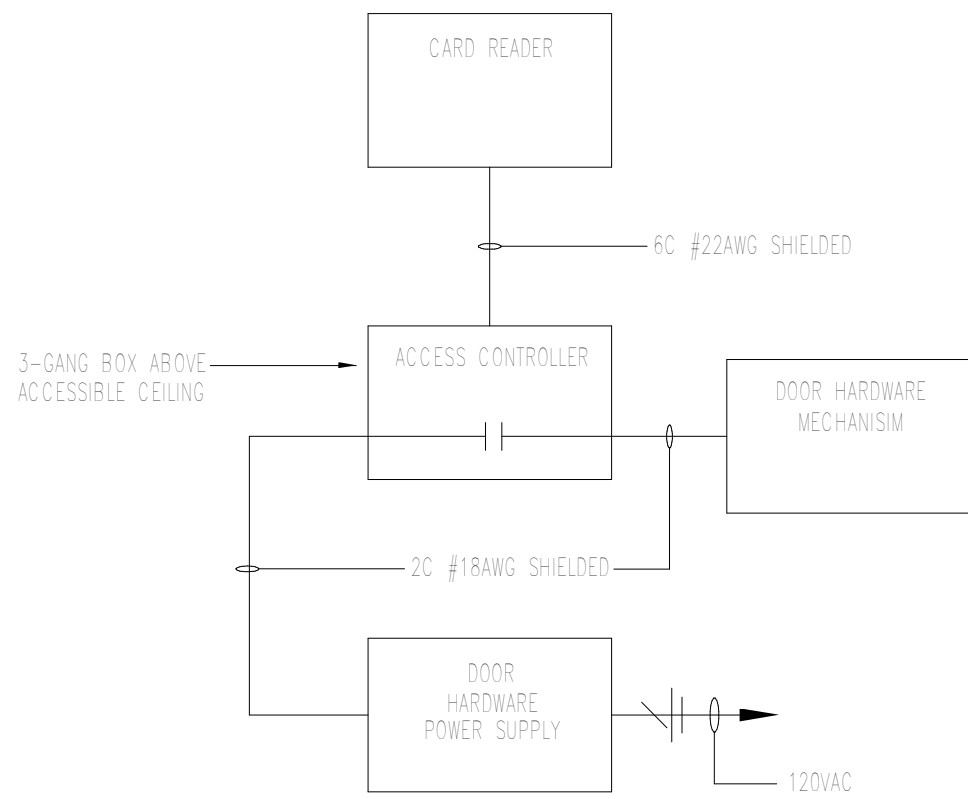 CARD READER
6C #22AWG SHIELDED
3-GANG BOX ABOVE
ACCESSIBLE CEILING
ACCESS CONTROLLER
DOOR HARDWARE
MECHANISIM
2C #18AWG SHIELDED
DOOR
HARDWARE
POWER SUPPLY
120VAC